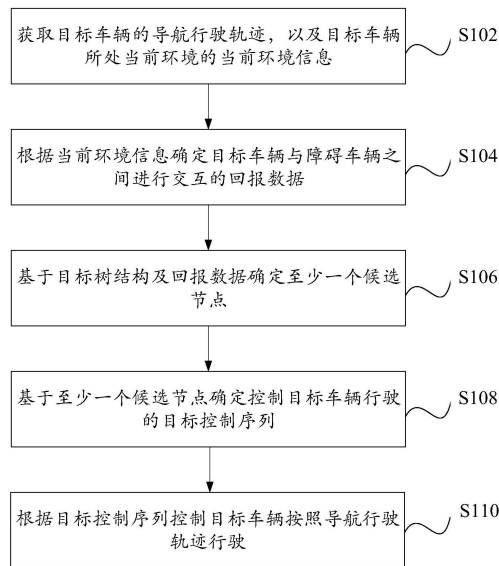 获取目标车辆的导航行驶轨迹，以及目标车辆
所处当前环境的当前环境信息
S102
根据当前环境信息确定目标车辆与障碍车辆之
间进行交互的回报数据
S104
基于目标树结构及回报数据确定至少一个候选
节点
S106
基于至少一个候选节点确定控制目标车辆行驶
的目标控制序列
S108
根据目标控制序列控制目标车辆按照导航行驶
轨迹行驶
S110